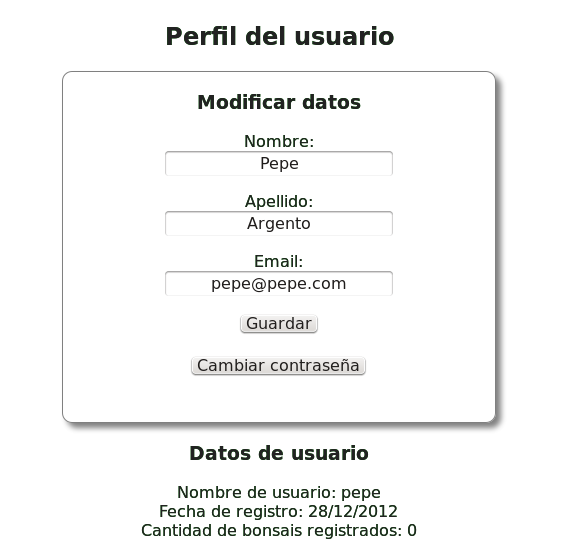 Perfil del usuario
Modificar datos
Nombre:
Pepe
Apellido:
Argento
Email:
pepe@pepe.com
Guardar
Cambiar contraseña
Datos de usuario
Nombre de usuario: pepe
Fecha de registro: 28/12/2012
Cantidad de bonsais registrados: 0